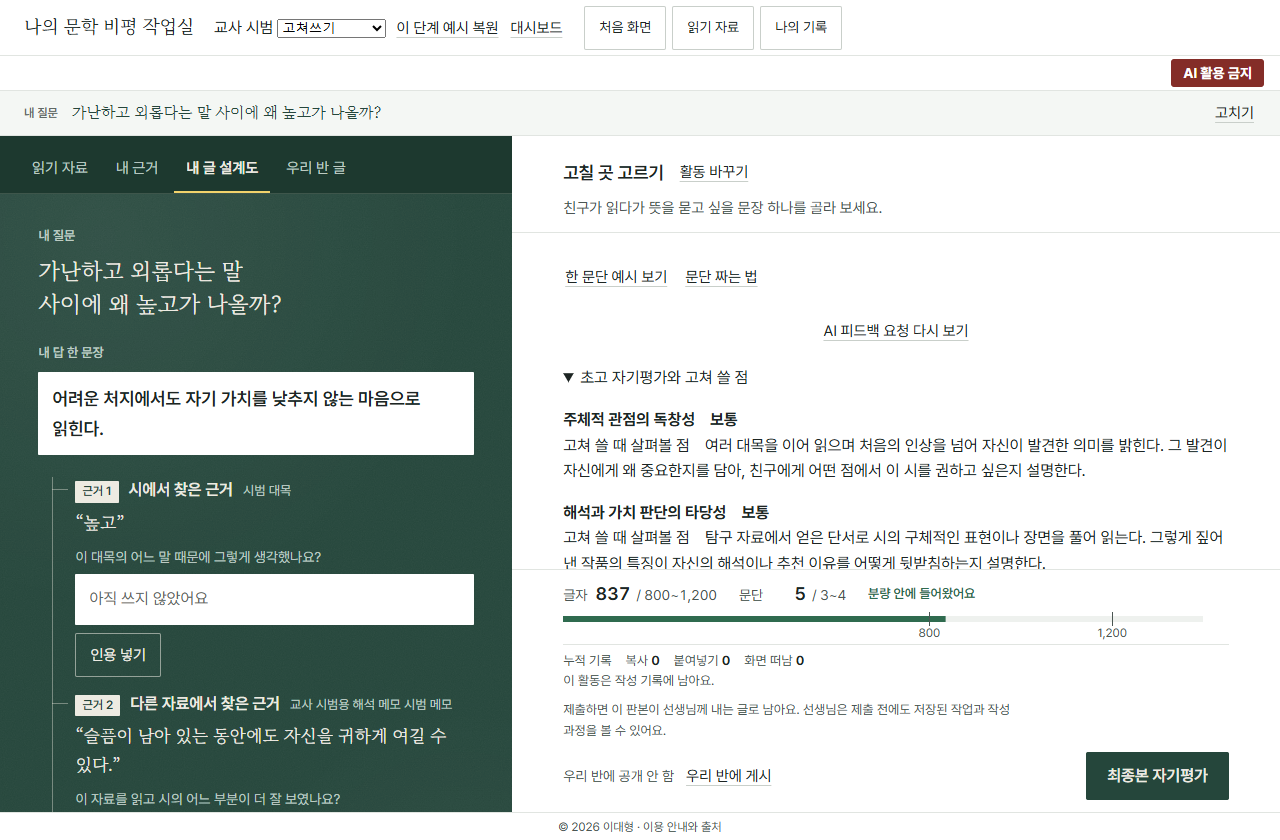 나의 문학 비평 작업실
교사 시범 고쳐쓰기 이 단계 예시 복원 대시보드 처음 화면 읽기 자료 나의 기록
AI 활용 금지
내 질문 가난하고 외롭다는 말 사이에 왜 높고가 나올까? 고치기
읽기 자료 내 근거 내 글 설계도 우리 반 글
내 질문
가난하고 외롭다는 말
사이에 왜 높고가 나올까?
내 답 한 문장
어려운 처지에서도 자기 가치를 낮추지 않는 마음으로
읽힌다.
근거 1 시에서 찾은 근거 시범 대목
“높고”
이 대목의 어느 말 때문에 그렇게 생각했나요?
아직 쓰지 않았어요
인용 넣기
근거 2 다른 자료에서 찾은 근거 교사 시범용 해석 메모 시범 메모
“슬픔이 남아 있는 동안에도 자신을 귀하게 여길 수
있다.”
이 자료를 읽고 시의 어느 부분이 더 잘 보였나요?
고칠 곳 고르기 활동 바꾸기
친구가 읽다가 뜻을 묻고 싶을 문장 하나를 골라 보세요.
한 문단 예시 보기 문단 짜는 법
AI 피드백 요청 다시 보기
▼ 초고 자기평가와 고쳐 쓸 점
주체적 관점의 독창성 보통
고쳐 쓸 때 살펴볼 점 여러 대목을 이어 읽으며 처음의 인상을 넘어 자신이 발견한 의미를 밝힌다. 그 발견이
자신에게 왜 중요한지를 담아, 친구에게 어떤 점에서 이 시를 권하고 싶은지 설명한다.
해석과 가치 판단의 타당성 보통
고쳐 쓸 때 살펴볼 점 탐구 자료에서 얻은 단서로 시의 구체적인 표현이나 장면을 풀어 읽는다. 그렇게 짚어
낸 작품의 특징이 자신의 해석이나 추천 이유를 어떻게 뒷받침하는지 설명한다.
글자 837 / 800~1,200 문단 5 / 3~4 분량 안에 들어왔어요
800 1,200
누적 기록 복사 0 붙여넣기 0 화면 떠남 0
이 활동은 작성 기록에 남아요.
제출하면 이 판본이 선생님께 내는 글로 남아요. 선생님은 제출 전에도 저장된 작업과 작성
과정을 볼 수 있어요.
우리 반에 공개 안 함 우리 반에 게시 최종본 자기평가
© 2026 이대형 · 이용 안내와 출처